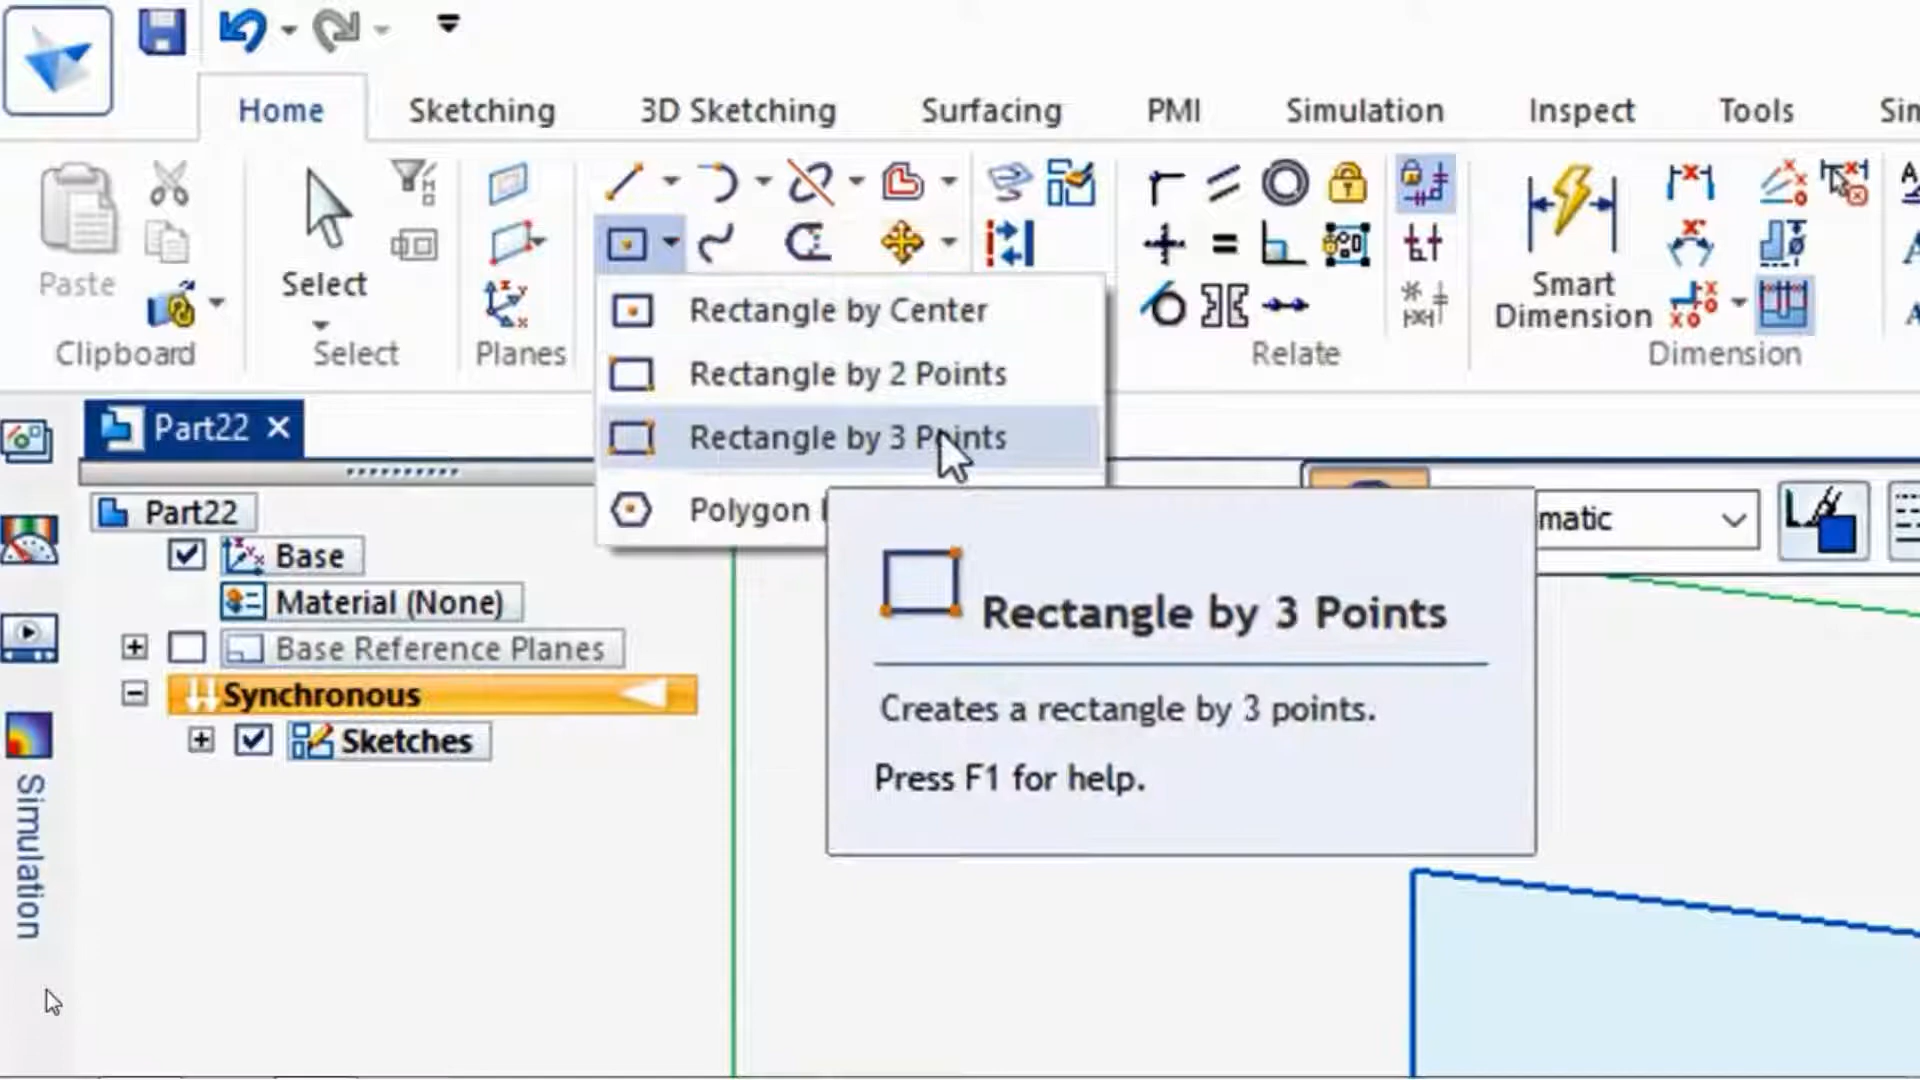 Home
Sketching
3D Sketching
Surfacing
PMI
Simulation
Inspect
Tools
Paste
Clipboard
Select
Select
Planes
Relate
Smart
Dimension
Dimension
Rectangle by Center
Rectangle by 2 Points
Rectangle by 3 Points
Polygon
Part22
Part22
Base
Material (None)
Base Reference Planes
Synchronous
Sketches
Simulation
matic
Rectangle by 3 Points
Creates a rectangle by 3 points.
Press F1 for help.